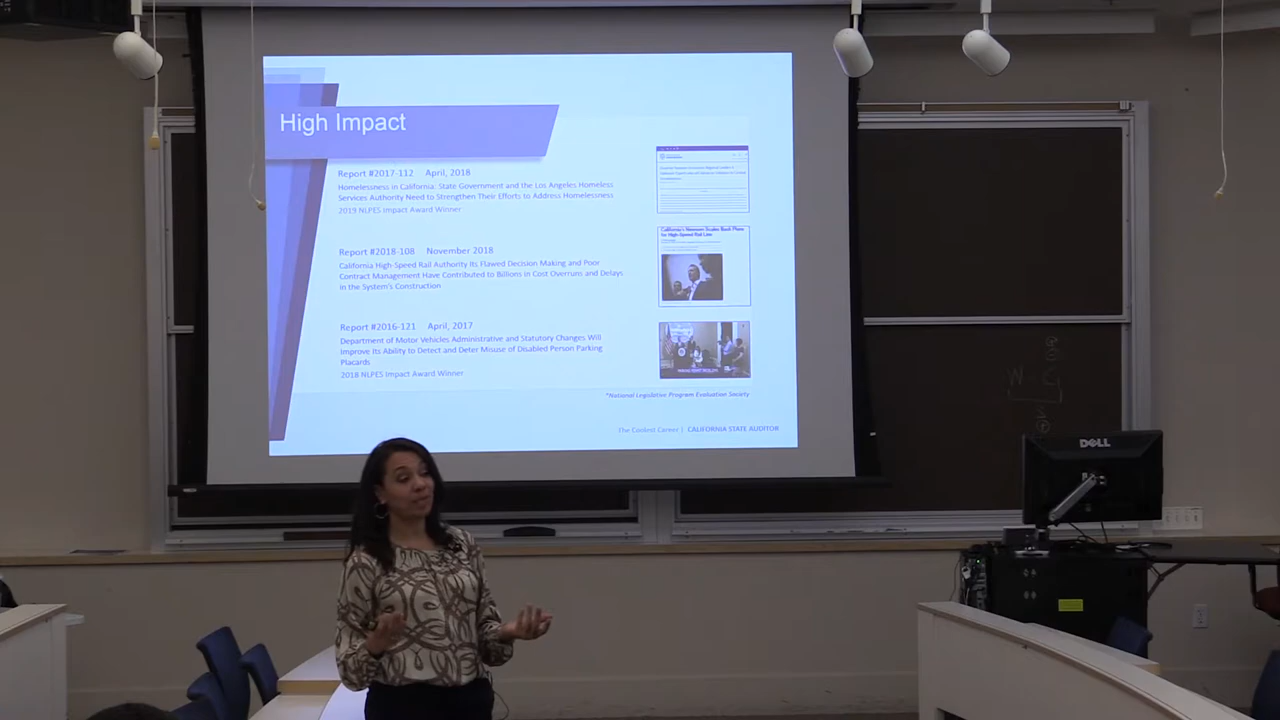 High Impact
Report #2017-112 April, 2018
Homelessness in California: State Government and the Los Angeles Homeless
Services Authority Need to Strengthen Their Efforts to Address Homelessness
2019 NLPES Impact Award Winner
Report #2018-108 November 2018
California High-Speed Rail Authority Its Flawed Decision Making and Poor
Contract Management Have Contributed to Billions in Cost Overruns and Delays
in the System's Construction
Report #2016-121 April, 2017
Department of Motor Vehicles Administrative and Statutory Changes Will
Improve Its Ability to Detect and Deter Misuse of Disabled Person Parking
Placards
2018 NLPES Impact Award Winner
California's Newsom Scales Back Plans
for High-Speed Rail Line
*National Legislative Program Evaluation Society
The Coolest Career | CALIFORNIA STATE AUDITOR
W - C
DELL